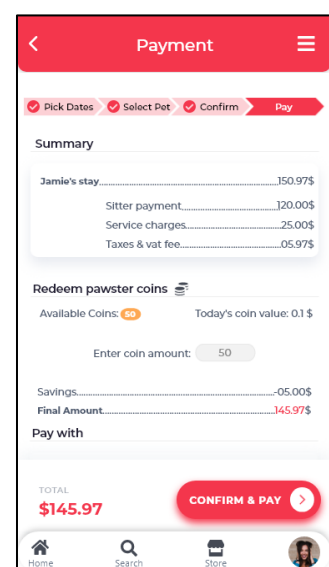 Payment
Pick Dates Select Pet Confirm Pay
Summary
Jamie's stay.......................................................150.97$
Sitter payment...............................120.00$
Service charges..............................25.00$
Taxes & vat fee...............................05.97$
Redeem pawster coins
Available Coins: 50 Today's coin value: 0.1 $
Enter coin amount: 50
Savings...............................................................-05.00$
Final Amount.....................................................145.97$
Pay with
TOTAL
$145.97 CONFIRM & PAY
Home Search Store